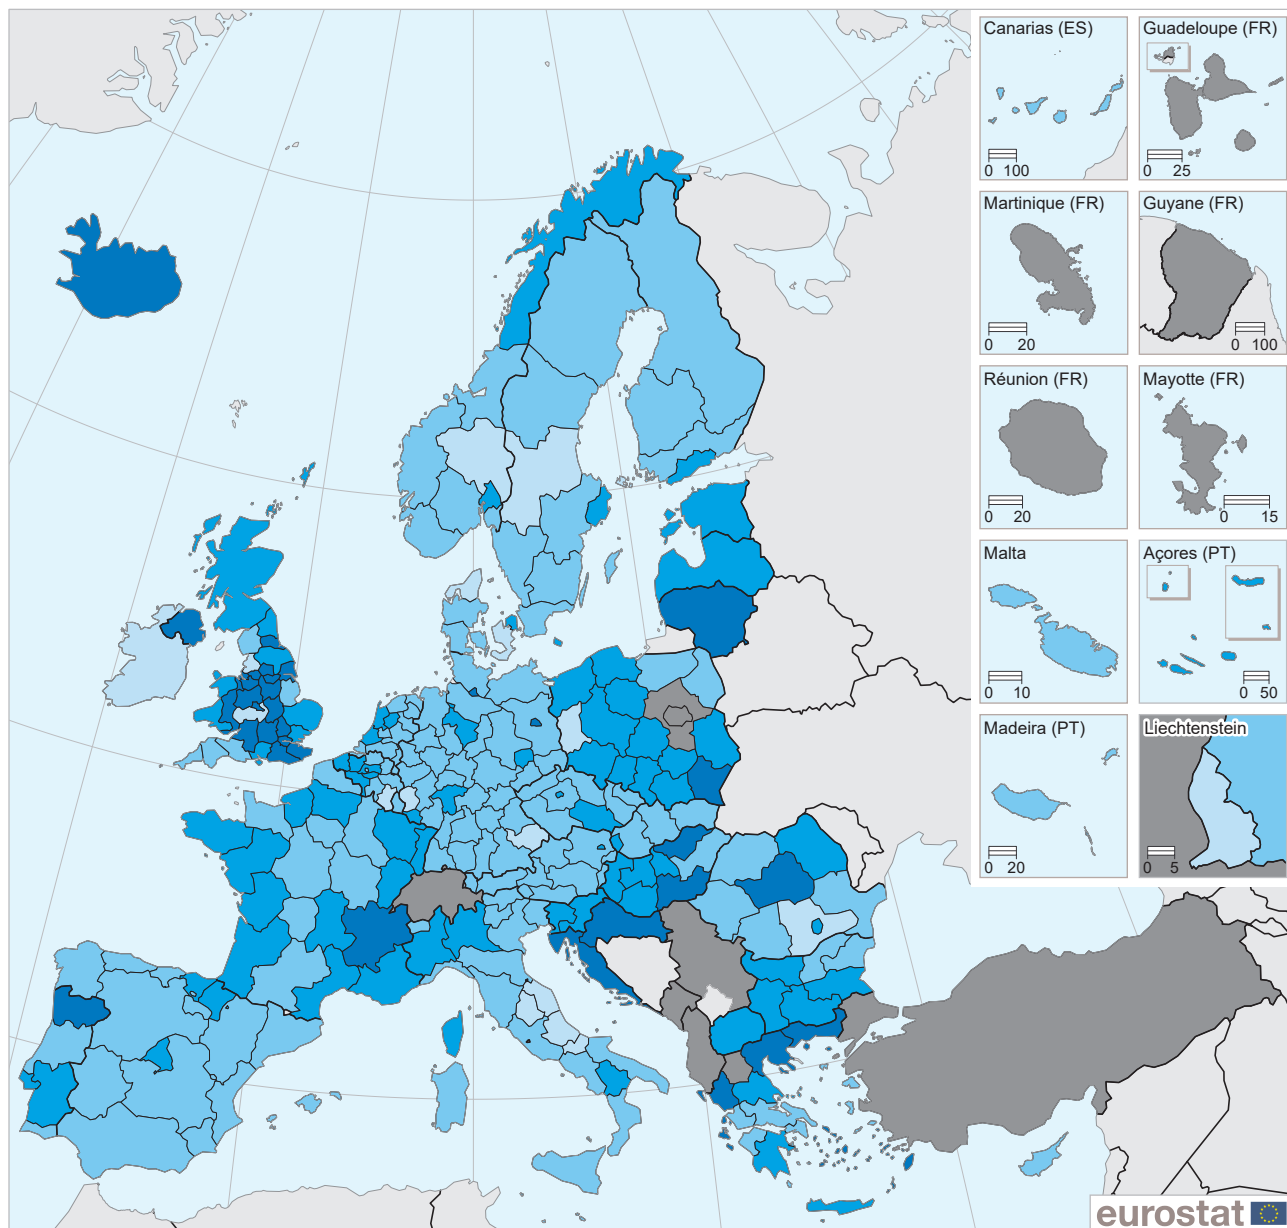 Canarias (ES)
0 100
Guadeloupe (FR)
0 25
Martinique (FR)
0 20
Guyane (FR)
0 100
Réunion (FR)
0 20
Mayotte (FR)
0 15
Malta
0 10
Açores (PT)
0 50
Madeira (PT)
0 20
Liechtenstein
0 5
eurostat